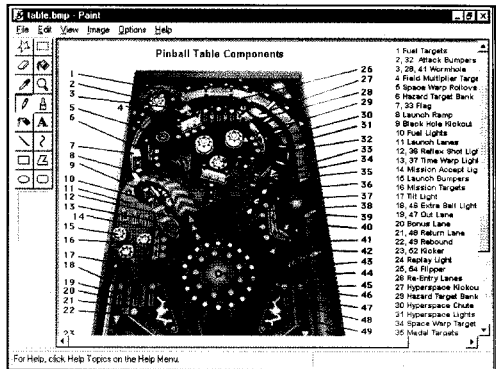 table.bmp - Paint
File Edit View Image Options Help
Pinball Table Components
1
2
3
4
5
6
7
8
9
10
11
12
13
14
15
16
17
18
19
20
21
22
23
26
27
28
29
30
31
32
33
34
35
36
37
38
39
40
41
42
43
44
45
46
47
48
49
1 Fuel Targets
2, 32 Attack Bumpers
3, 28, 41 Wormhole
4 Field Multiplier Targe
5 Space Warp Rollove
6 Hazard Target Bank
7, 33 Flag
8 Launch Ramp
9 Black Hole Kickout
10 Fuel Lights
11 Launch Lanes
12, 36 Reflex Shot Ligh
13, 37 Time Warp Light
14 Mission Accept Lig
15 Launch Bumpers
16 Mission Targets
17 Tilt Light
18, 46 Extra Ball Light
19, 47 Out Lane
20 Bonus Lane
21, 48 Return Lane
22, 49 Rebound
23, 52 Kicker
24 Replay Light
25, 54 Flipper
26 Re-Entry Lanes
27 Hyperspace Kickou
29 Hazard Target Bank
30 Hyperspace Chute
31 Hyperspace Lights
34 Space Warp Target
35 Medal Targets
For Help, click Help Topics on the Help Menu.